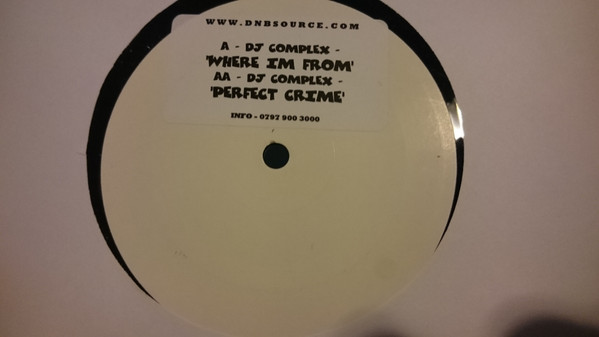 WWW.DNBSOURCE.COM
A - DJ COMPLEX -
'WHERE IM FROM'
AA - DJ COMPLEX -
'PERFECT CRIME'
INFO - 0797 900 3000